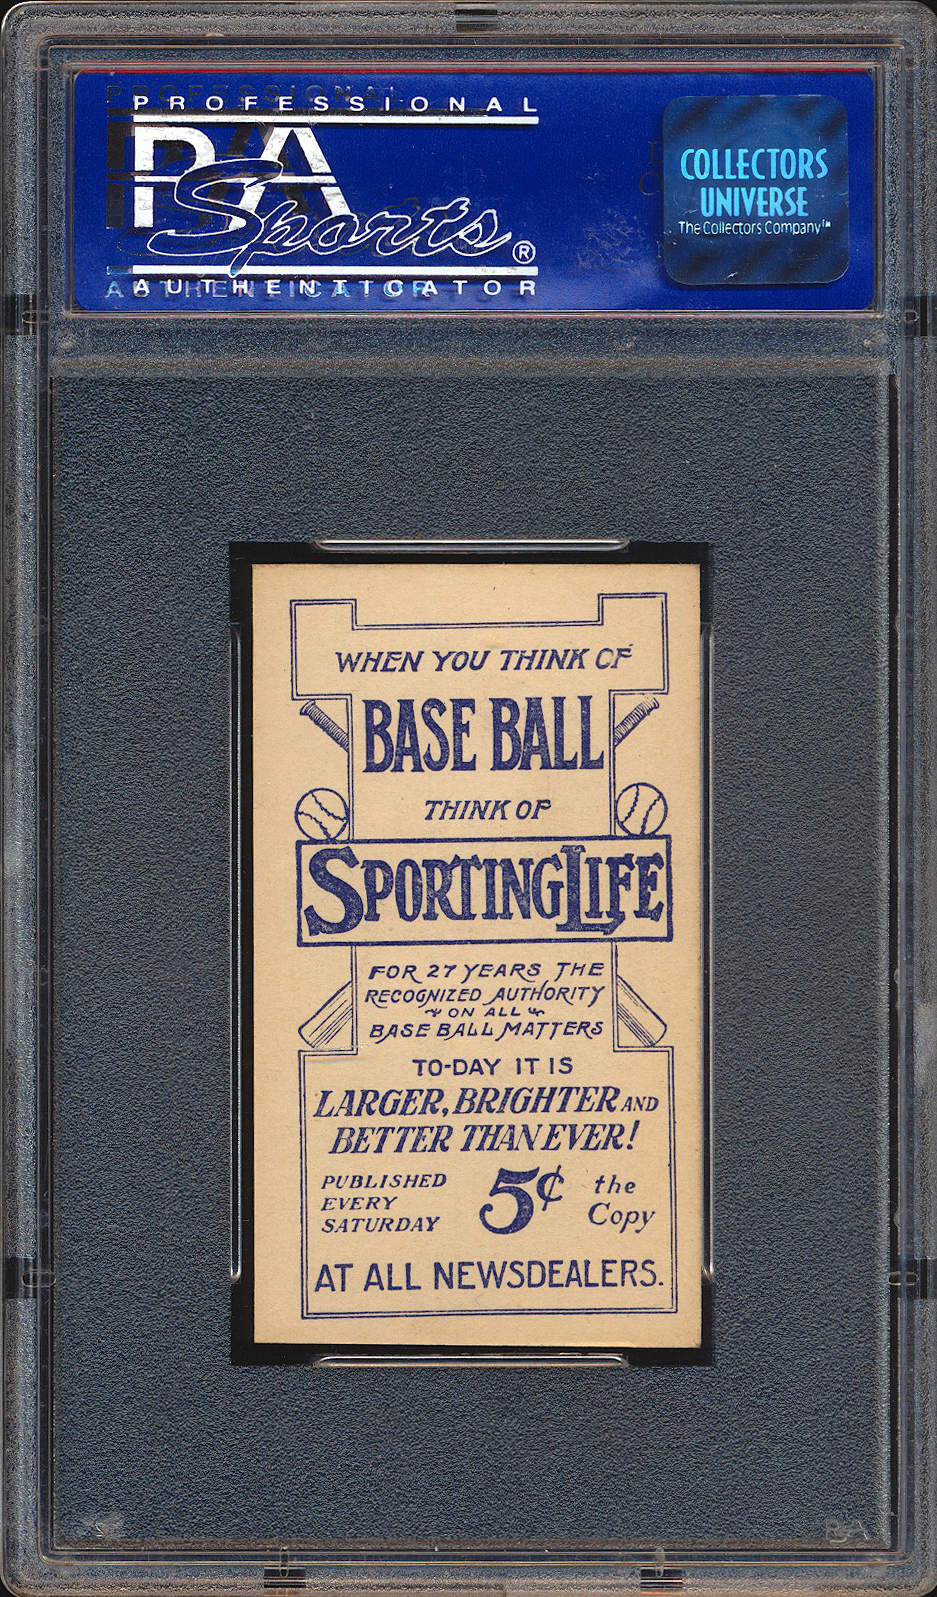 PROFESSIONAL
PSA
Sports®
AUTHENTICATOR
COLLECTORS
UNIVERSE
The Collectors Company™
WHEN YOU THINK OF
BASE BALL
THINK OF
SPORTING LIFE
FOR 27 YEARS THE
RECOGNIZED AUTHORITY
ON ALL
BASE BALL MATTERS
TO-DAY IT IS
LARGER, BRIGHTER AND
BETTER THAN EVER!
PUBLISHED
EVERY
SATURDAY
5¢
the
Copy
AT ALL NEWSDEALERS.
PSA